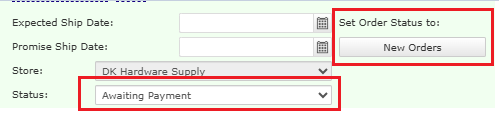 Expected Ship Date:
Set Order Status to:
Promise Ship Date:
New Orders
Store:
DK Hardware Supply
Status:
Awaiting Payment